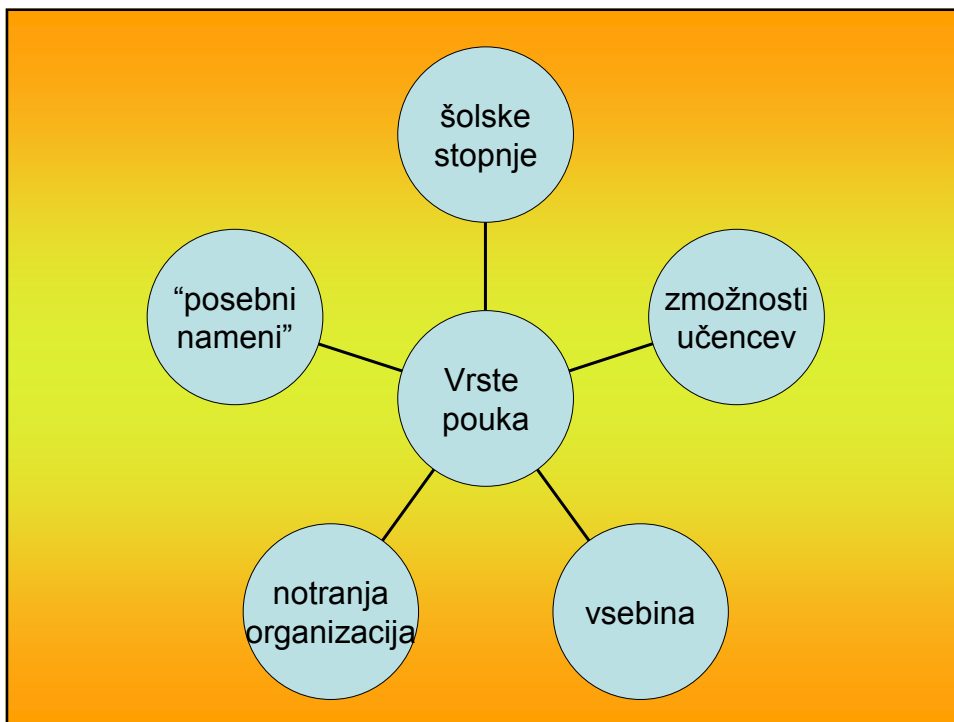 šolske
stopnje
“posebni
nameni”
zmožnosti
učencev
Vrste
pouka
notranja
organizacija
vsebina